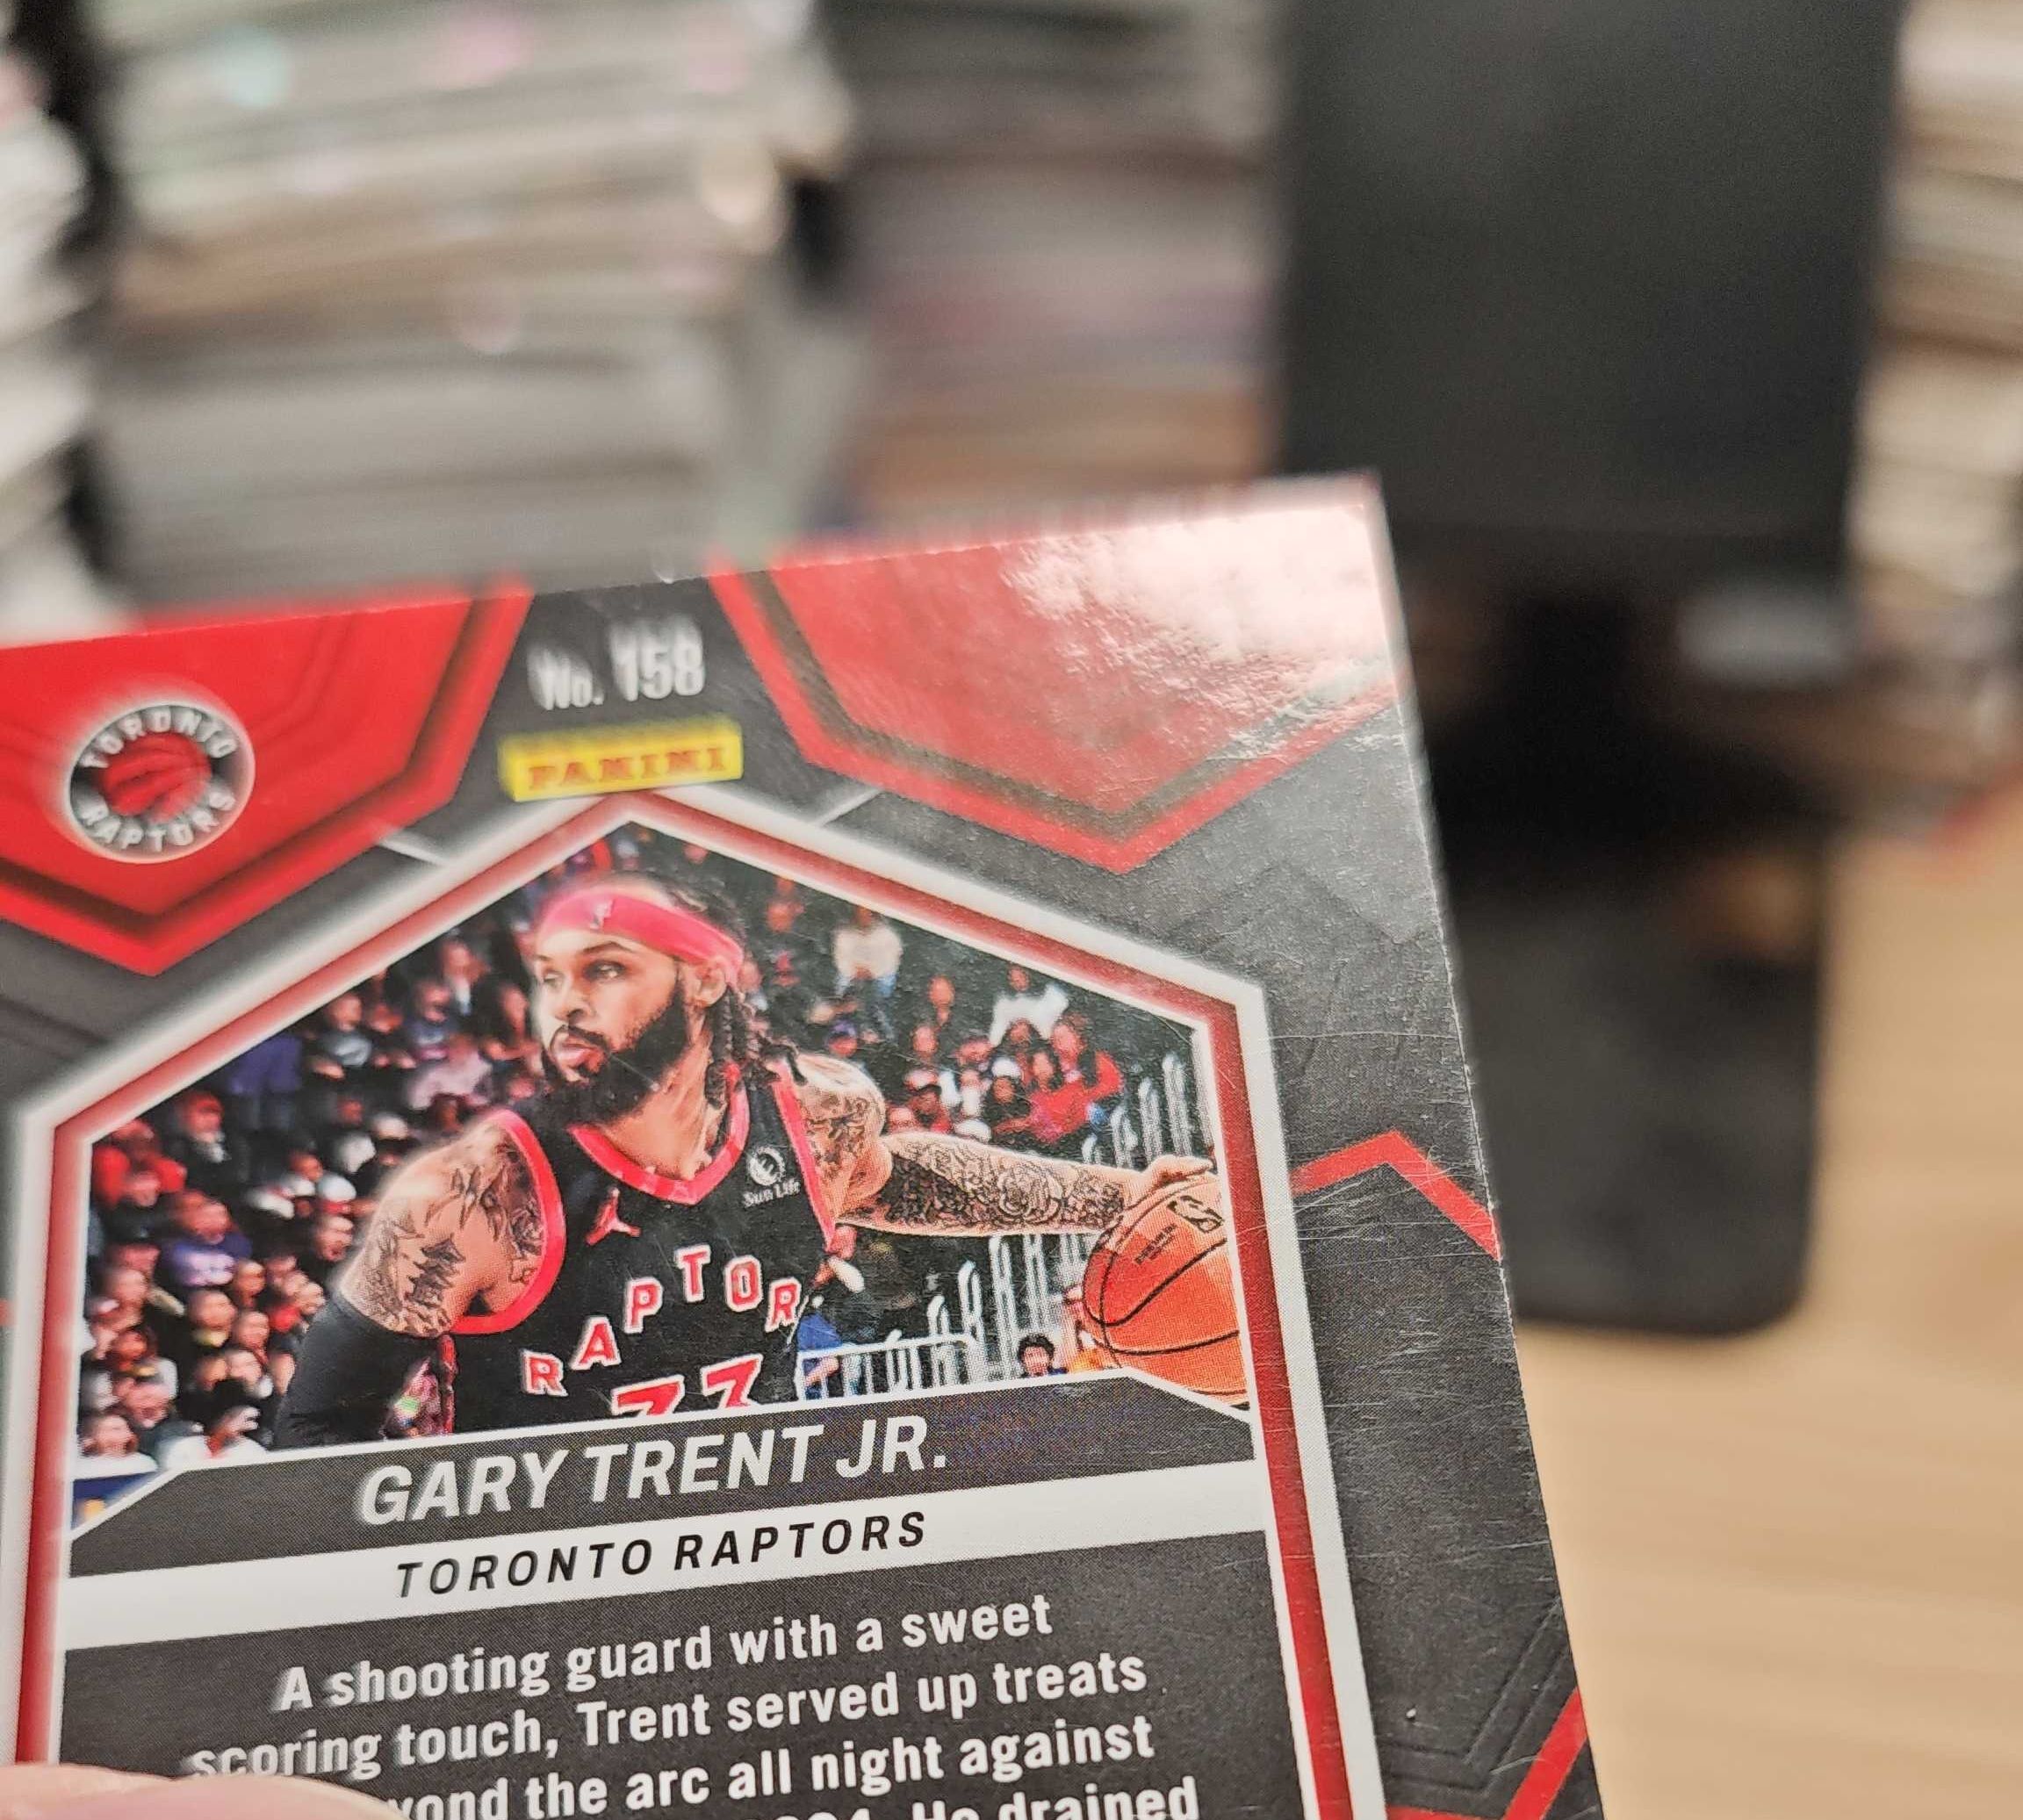 No. 158
PANINI
TORONTO
RAPTORS
Sun Life
RAPTOR
33
GARY TRENT JR.
TORONTO RAPTORS
A shooting guard with a sweet
scoring touch, Trent served up treats
the arc all night against
He drained